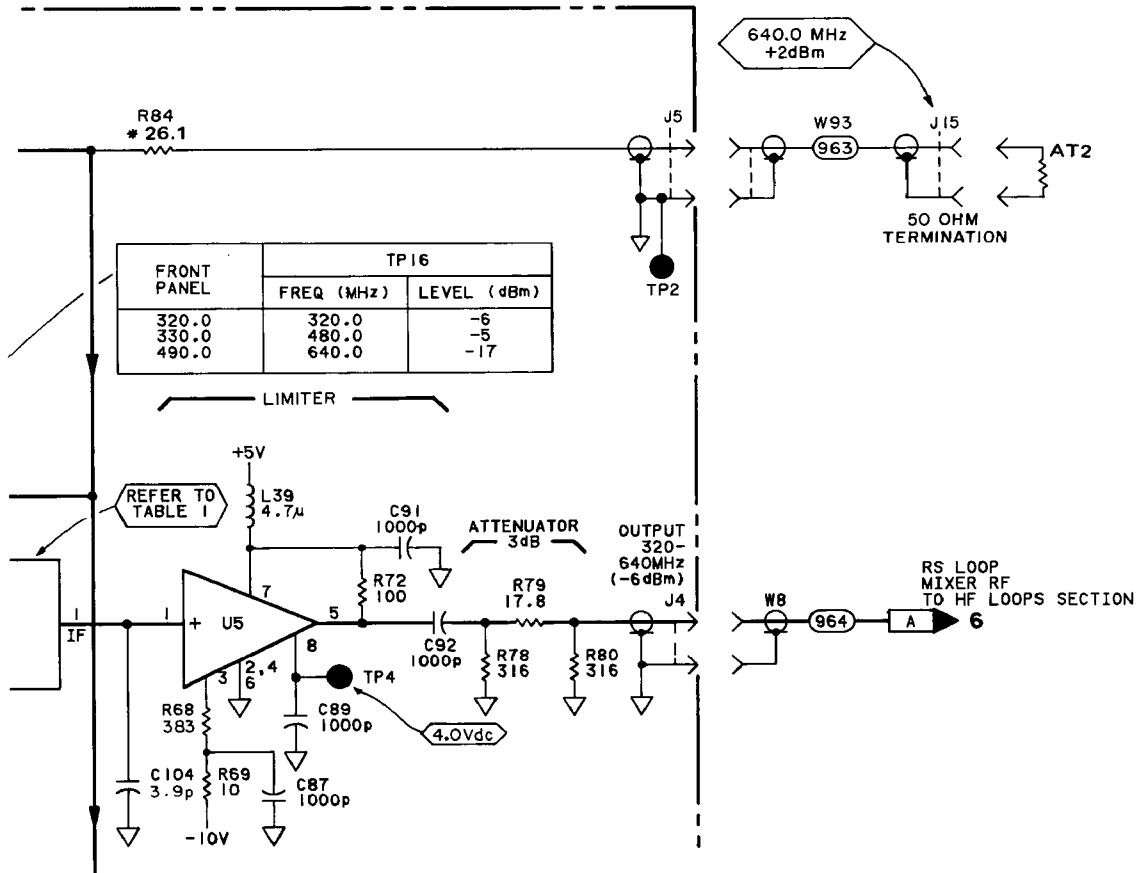 640.0 MHz
+2dBm
R84
* 26.1
J5
W93
963
J15
AT2
50 OHM
TERMINATION
TP2
FRONT
PANEL
TP16
FREQ (MHz)
LEVEL (dBm)
320.0 320.0 -6
330.0 480.0 -5
490.0 640.0 -17
LIMITER
+5V
REFER TO
TABLE 1
L39
4.7μ
C91
1000p
ATTENUATOR
3dB
OUTPUT
320-
640MHz
(-6dBm)
RS LOOP
MIXER RF
TO HF LOOPS SECTION
R72
100
R79
17.8
J4
W8
964
A
6
1
IF
1
+
U5
7
5
8
3
2,4
6
C92
1000p
R78
316
R80
316
TP4
R68
383
C89
1000p
4.0Vdc
C104
3.9p
R69
10
C87
1000p
-10V